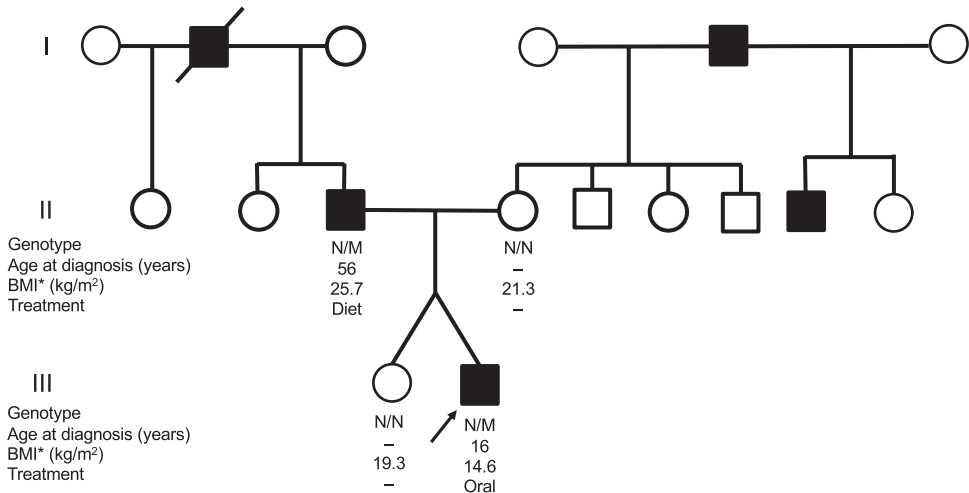 I
II
Genotype N/M N/N
Age at diagnosis (years) 56 –
BMI* (kg/m²) 25.7 21.3
Treatment Diet –
III
Genotype N/N N/M
Age at diagnosis (years) – 16
BMI* (kg/m²) 19.3 14.6
Treatment – Oral